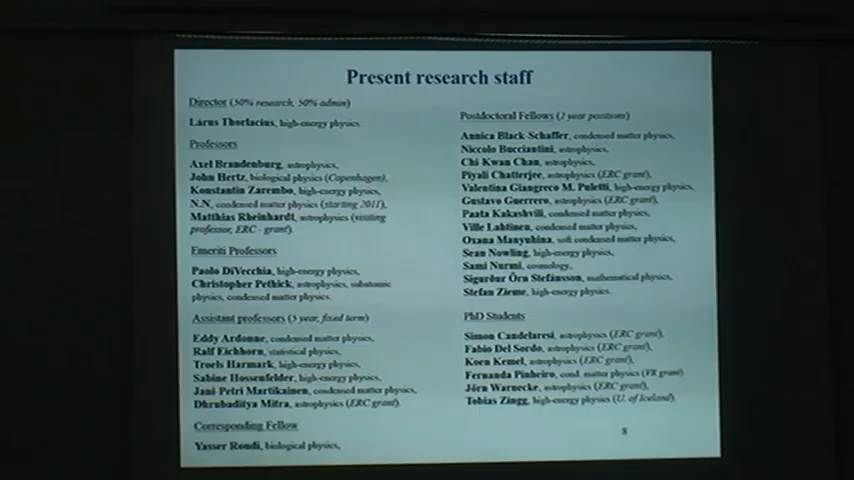 Present research staff
Director (50% research, 50% admin)
Lárus Thorlacius, high-energy physics.
Professors
Axel Brandenburg, astrophysics,
John Hertz, biological physics (Copenhagen),
Konstantin Zarembo, high-energy physics,
N.N, condensed matter physics (starting 2011),
Matthias Rheinhardt, astrophysics (visiting
professor, ERC - grant).
Emeriti Professors
Paolo DiVecchia, high-energy physics,
Christopher Pethick, astrophysics, subatomic
physics, condensed matter physics.
Assistant professors (5 year, fixed term)
Eddy Ardonne, condensed matter physics,
Ralf Eichhorn, statistical physics,
Troels Harmark, high-energy physics,
Sabine Hossenfelder, high-energy physics,
Jani-Petri Martikainen, condensed matter physics,
Dhrubaditya Mitra, astrophysics (ERC grant).
Corresponding Fellow
Yasser Roudi, biological physics,
Postdoctoral Fellows (2 year positions)
Annica Black-Schaffer, condensed matter physics,
Niccolo Bucciantini, astrophysics,
Chi-Kwan Chan, astrophysics,
Piyali Chatterjee, astrophysics (ERC grant),
Valentina Giangreco M. Puletti, high-energy physics,
Gustavo Guerrero, astrophysics (ERC grant),
Paata Kakashvili, condensed matter physics,
Ville Lahtinen, condensed matter physics,
Oxana Manyuhina, soft condensed matter physics,
Sean Nowling, high-energy physics,
Sami Nurmi, cosmology,
Sigurður Örn Stefánsson, mathematical physics,
Stefan Zieme, high-energy physics.
PhD Students
Simon Candelaresi, astrophysics (ERC grant),
Fabio Del Sordo, astrophysics (ERC grant),
Koen Kemel, astrophysics (ERC grant),
Fernanda Pinheiro, cond. matter physics (VR grant)
Jörn Warnecke, astrophysics (ERC grant),
Tobias Zingg, high-energy physics (U. of Iceland).
8